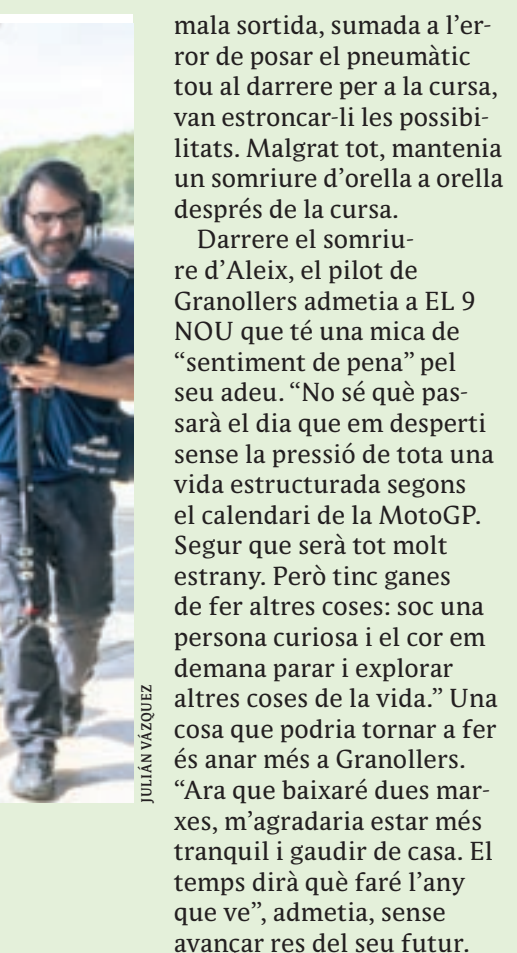 mala sortida, sumada a l’er-
ror de posar el pneumàtic
tou al darrere per a la cursa,
van estroncar-li les possibi-
litats. Malgrat tot, mantenia
un somriure d’orella a orella
després de la cursa.
Darrere el somriu-
re d’Aleix, el pilot de
Granollers admetia a EL 9
NOU que té una mica de
“sentiment de pena” pel
seu adeu. “No sé què pas-
sarà el dia que em desperti
sense la pressió de tota una
vida estructurada segons
el calendari de la MotoGP.
Segur que serà tot molt
estrany. Però tinc ganes
de fer altres coses: soc una
persona curiosa i el cor em
demana parar i explorar
altres coses de la vida.” Una
cosa que podria tornar a fer
és anar més a Granollers.
“Ara que baixaré dues mar-
xes, m’agradaria estar més
tranquil i gaudir de casa. El
temps dirà què faré l’any
que ve”, admetia, sense
avançar res del seu futur.
JULIÁN VÁZQUEZ